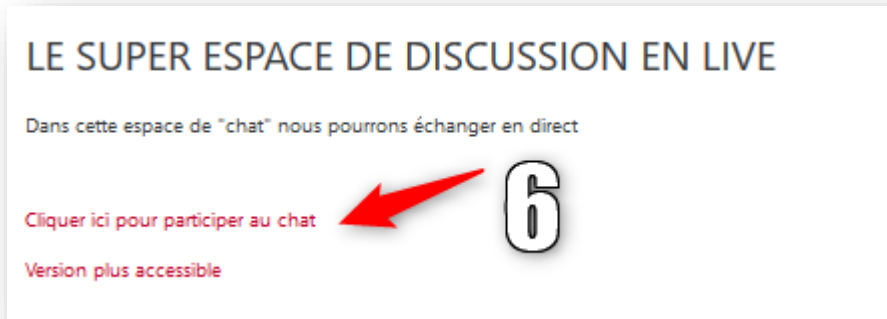 LE SUPER ESPACE DE DISCUSSION EN LIVE
Dans cette espace de "chat" nous pourrons échanger en direct
6
Cliquer ici pour participer au chat
Version plus accessible